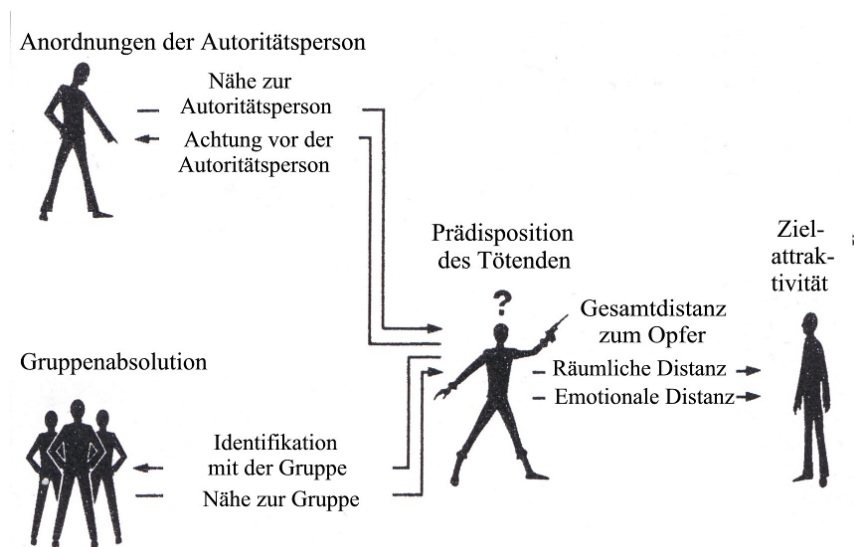 Anordnungen der Autoritätsperson
Nähe zur
Autoritätsperson
Achtung vor der
Autoritätsperson
Prädisposition
des Tötenden
?
Gesamtdistanz
zum Opfer
Räumliche Distanz
Emotionale Distanz
Ziel-
attrak-
tivität
Gruppenabsolution
Identifikation
mit der Gruppe
Nähe zur Gruppe